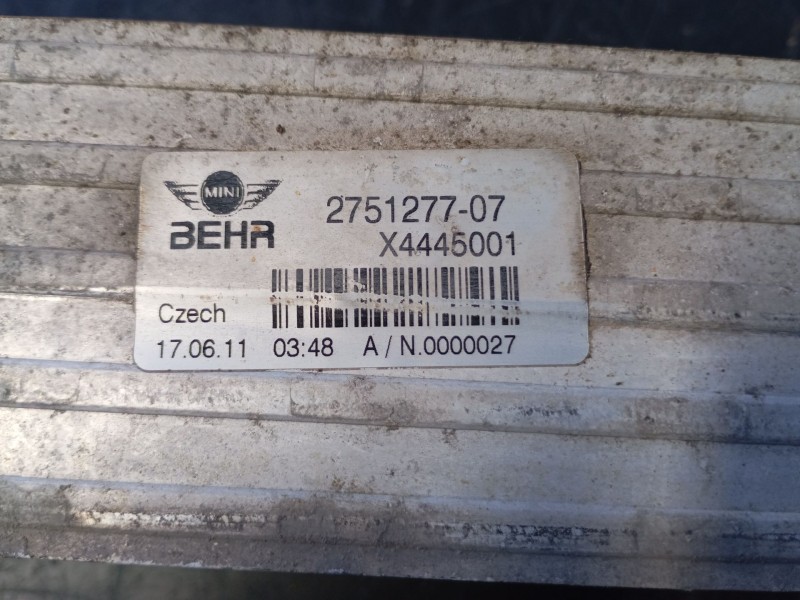 MINI
BEHR
2751277-07
X4445001
Czech
17.06.11 03:48 A / N.0000027